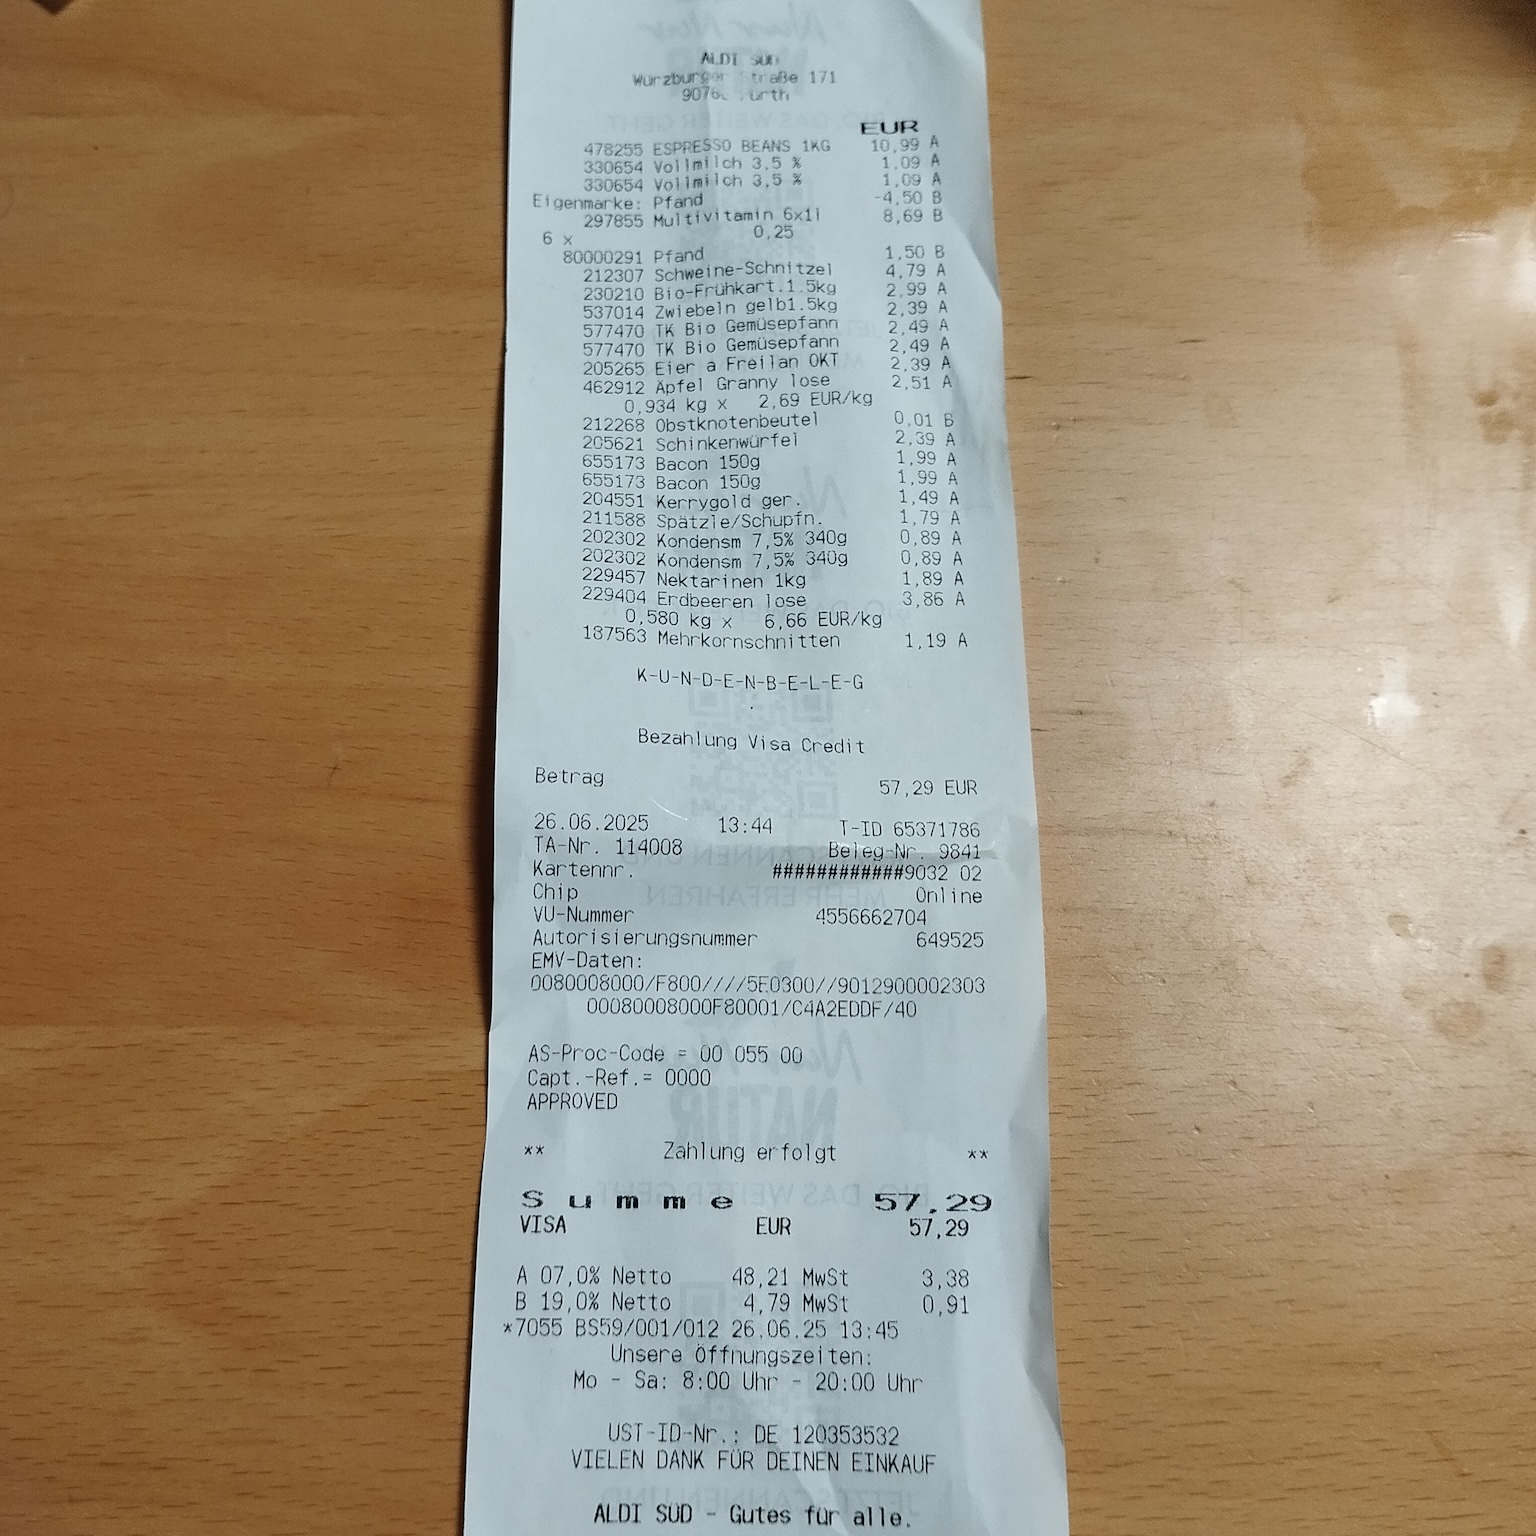 ALDI SÜD
Würzburger Straße 171
EUR
478255 ESPRESSO BEANS 1KG 10,99 A
330654 Vollmilch 3,5 % 1,09 A
330654 Vollmilch 3,5 % 1,09 A
Eigenmarke: Pfand -4,50 B
297855 Multivitamin 6x1l 8,69 B
6 x 0,25
80000291 Pfand 1,50 B
212307 Schweine-Schnitzel 4,79 A
230210 Bio-Frühkart.1.5kg 2,99 A
537014 Zwiebeln gelb1.5kg 2,39 A
577470 TK Bio Gemüsepfann 2,49 A
577470 TK Bio Gemüsepfann 2,49 A
205265 Eier a Freilan OKT 2,39 A
462912 Äpfel Granny lose 2,51 A
0,934 kg x 2,69 EUR/kg
212268 Obstknotenbeutel 0,01 B
205621 Schinkenwürfel 2,39 A
655173 Bacon 150g 1,99 A
655173 Bacon 150g 1,99 A
204551 Kerrygold ger. 1,49 A
211588 Spätzle/Schupfn. 1,79 A
202302 Kondensm 7,5% 340g 0,89 A
202302 Kondensm 7,5% 340g 0,89 A
229457 Nektarinen 1kg 1,89 A
229404 Erdbeeren lose 3,86 A
0,580 kg x 6,66 EUR/kg
187563 Mehrkornschnitten 1,19 A
K-U-N-D-E-N-B-E-L-E-G
.
Bezahlung Visa Credit
Betrag 57,29 EUR
26.06.2025 13:44 T-ID 65371786
TA-Nr. 114008 Beleg-Nr. 9841
Kartennr. ############9032 02
Chip Online
VU-Nummer 4556662704
Autorisierungsnummer 649525
EMV-Daten:
0080008000/F800////5E0300//9012900002303
00080008000F80001/C4A2EDDF/40
AS-Proc-Code = 00 055 00
Capt.-Ref.= 0000
APPROVED
** Zahlung erfolgt **
Summe 57,29
VISA EUR 57,29
A 07,0% Netto 48,21 MwSt 3,38
B 19,0% Netto 4,79 MwSt 0,91
*7055 BS59/001/012 26.06.25 13:45
Unsere Öffnungszeiten:
Mo - Sa: 8:00 Uhr - 20:00 Uhr
UST-ID-Nr.: DE 120353532
VIELEN DANK FÜR DEINEN EINKAUF
ALDI SÜD - Gutes für alle.